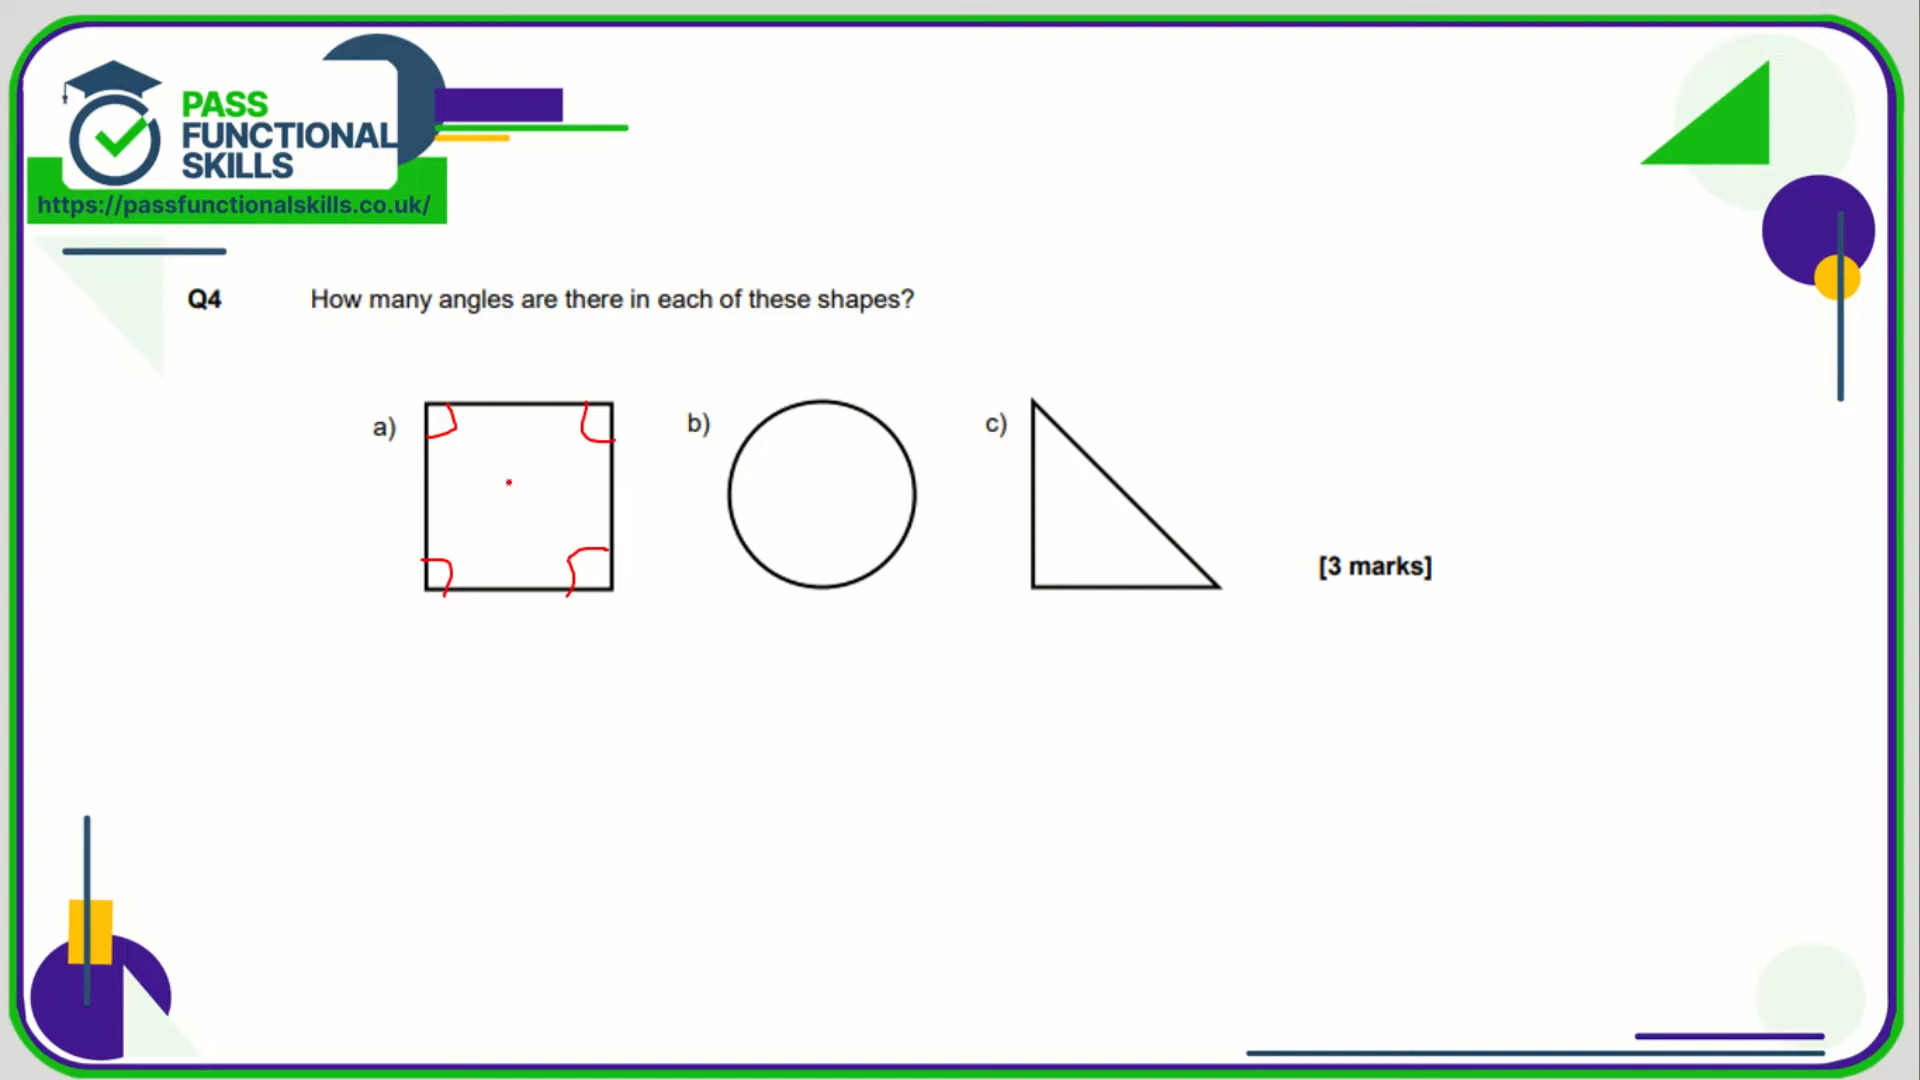 PASS
FUNCTIONAL
SKILLS
https://passfunctionalskills.co.uk/
Q4 How many angles are there in each of these shapes?
a) b) c)
[3 marks]